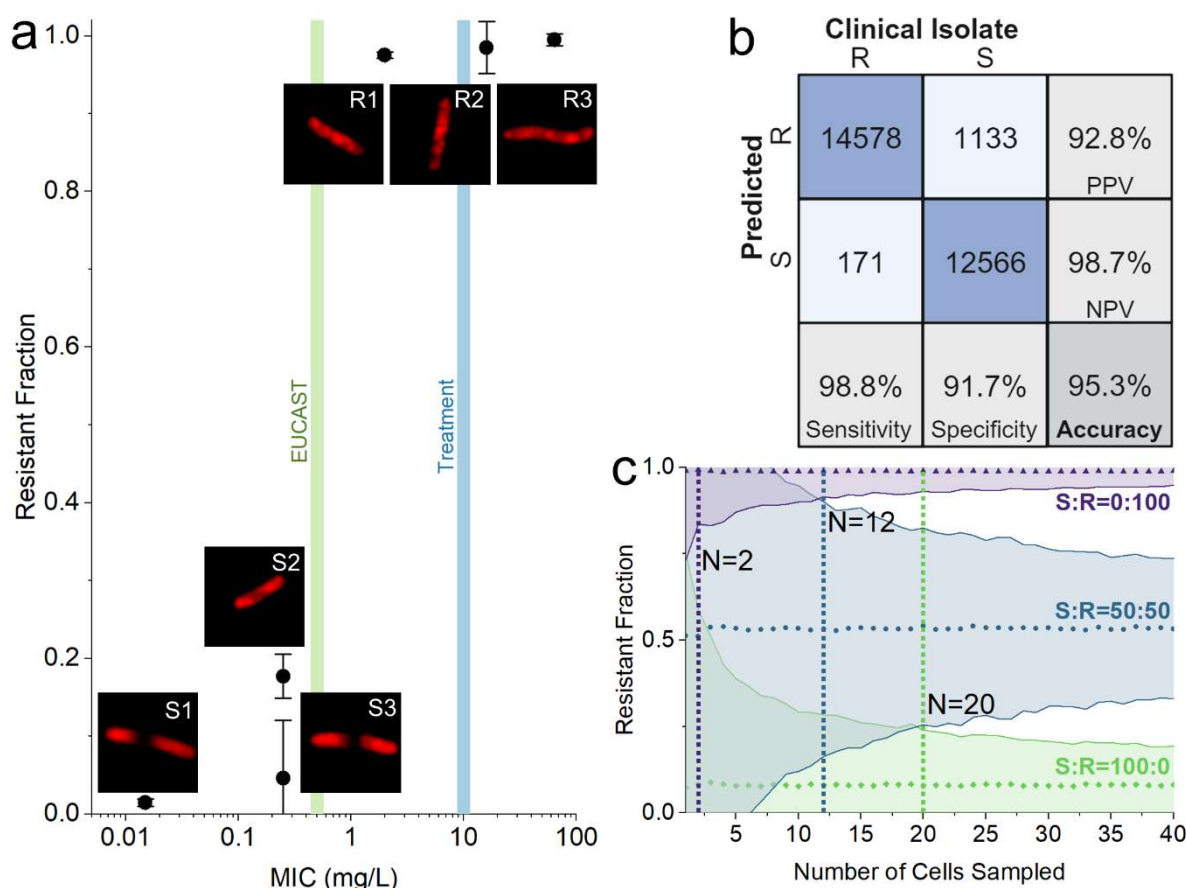 a
Resistant Fraction
1.0
0.8
0.6
0.4
0.2
0.0
0.01
0.1
1
10
100
MIC (mg/L)
EUCAST
Treatment
R1
R2
R3
S2
S1
S3
b
Clinical Isolate
R S
Predicted
R
S
14578 1133 92.8%
PPV
171 12566 98.7%
NPV
98.8% 91.7% 95.3%
Sensitivity Specificity Accuracy
c
Resistant Fraction
1.0
0.5
0.0
S:R=0:100
N=12
N=2
S:R=50:50
N=20
S:R=100:0
5 10 15 20 25 30 35 40
Number of Cells Sampled